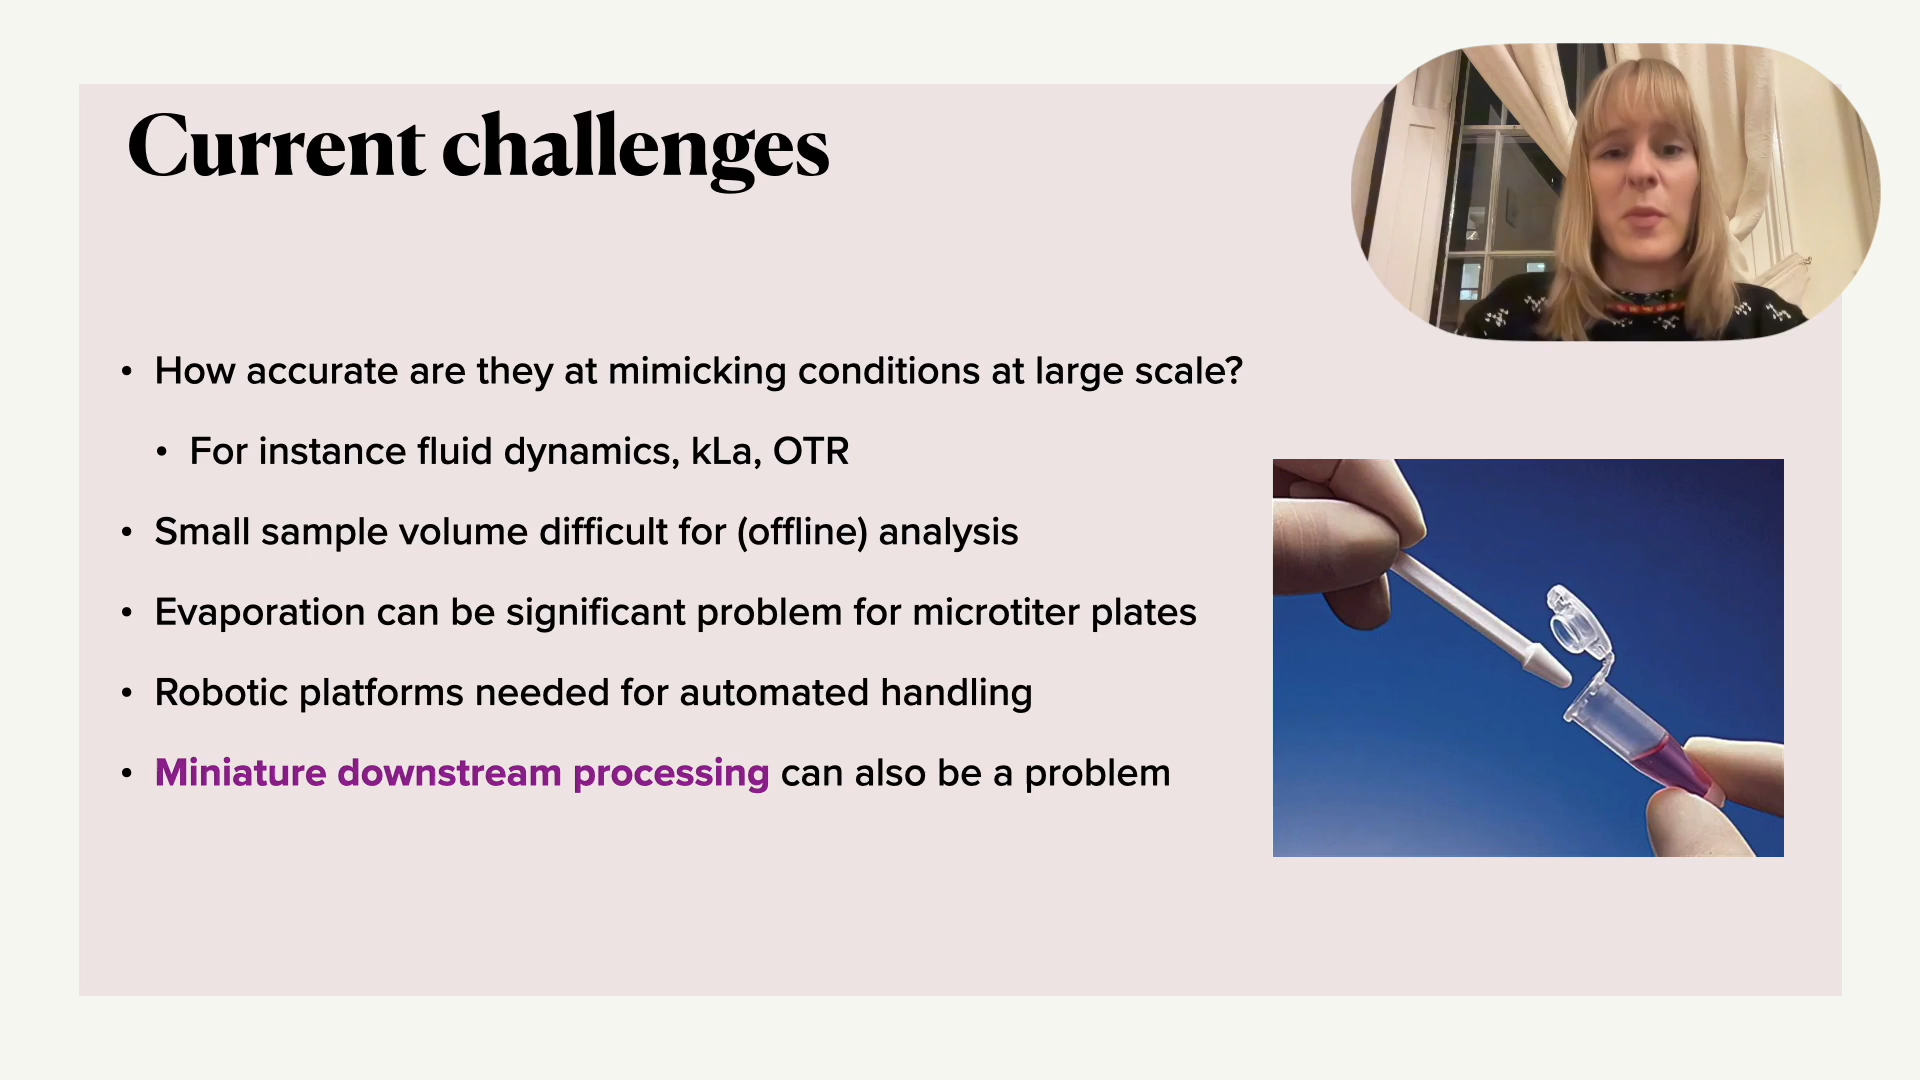 Current challenges
• How accurate are they at mimicking conditions at large scale?
• For instance fluid dynamics, kLa, OTR
• Small sample volume difficult for (offline) analysis
• Evaporation can be significant problem for microtiter plates
• Robotic platforms needed for automated handling
• Miniature downstream processing can also be a problem